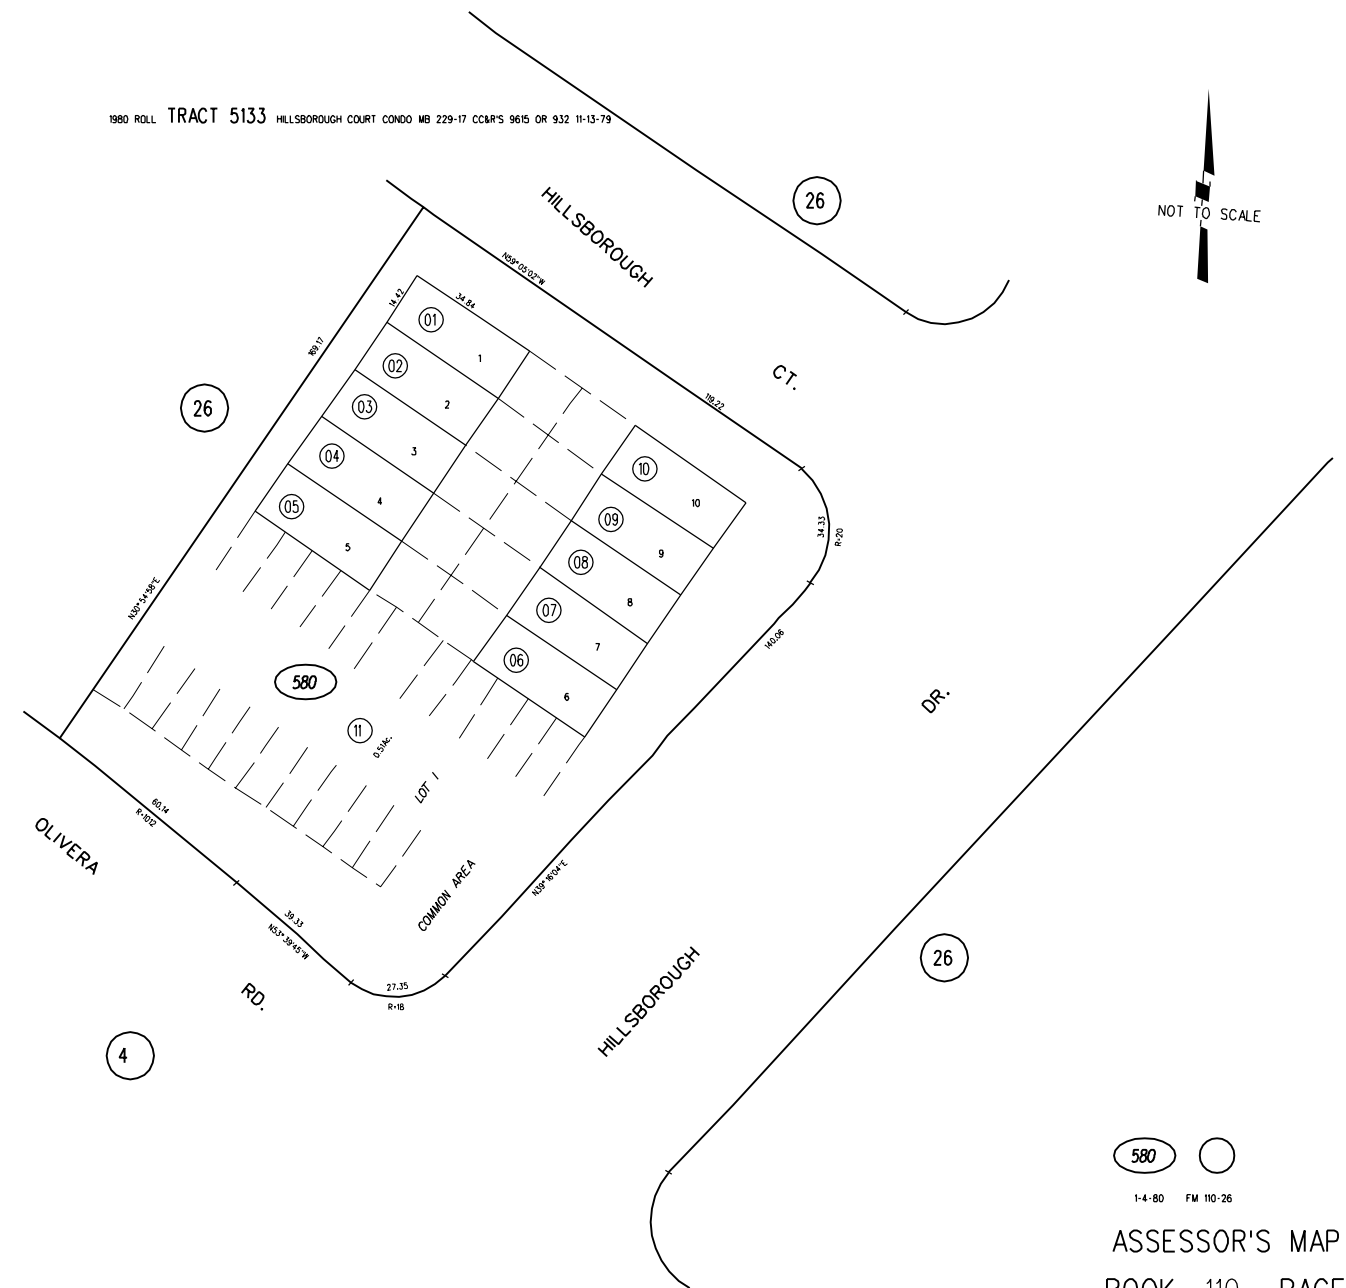 1980 ROLL TRACT 5133 HILLSBOROUGH COURT CONDO MB 229-17 CC&R'S 9615 OR 932 11-13-79
26
HILLSBOROUGH
NOT TO SCALE
N59°05'02"W
14.42
34.84
01
1
169.17
02
2
CT.
26
03
3
119.22
04
4
10
10
05
5
09
9
34.33
R=20
08
8
N30°54'58"E
07
7
140.06
06
6
580
11
0.51Ac.
DR.
LOT 1
60.14
R=1012
OLIVERA
COMMON AREA
N39°16'04"E
39.33
N53°39'45"W
26
HILLSBOROUGH
27.35
R=18
RD.
4
580
1-4-80 FM 110-26
ASSESSOR'S MAP
BOOK 110 PAGE